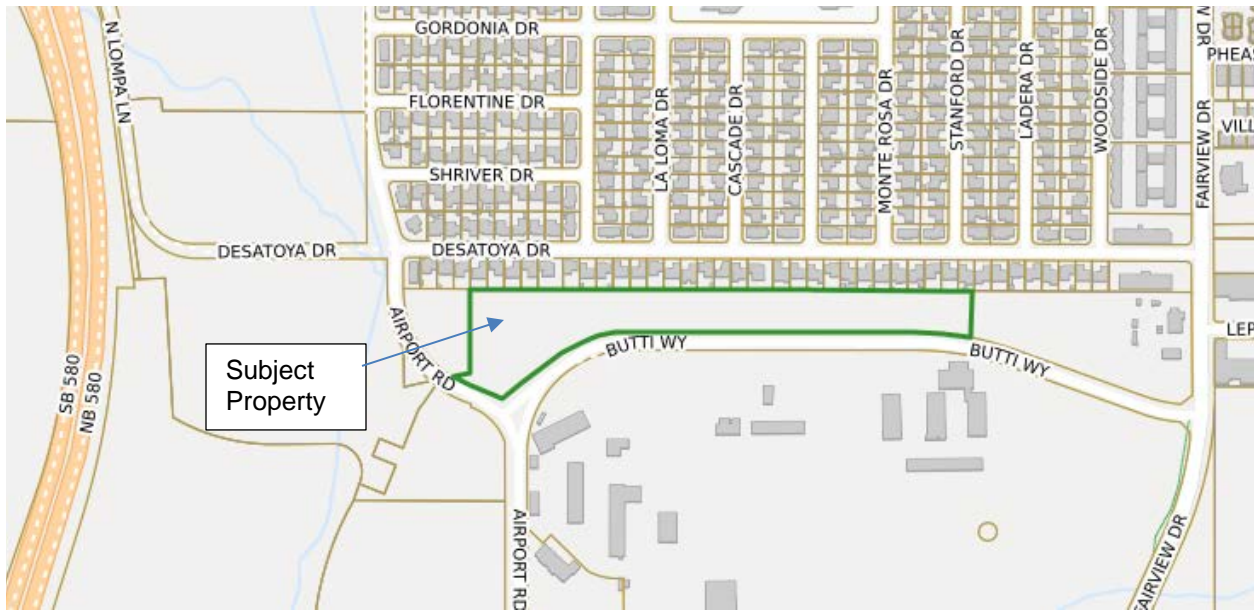 GORDONIA DR
N LOMPA LN
FLORENTINE DR
SHRIVER DR
DESATOYA DR
DESATOYA DR
LA LOMA DR
CASCADE DR
MONTE ROSA DR
STANFORD DR
LADERA DR
WOODSIDE DR
FAIRVIEW DR
N DR
PHEAS
VILL
LEP
AIRPORT RD
BUTTI WY
BUTTI WY
Subject
Property
SB 580
NB 580
AIRPORT RD
FAIRVIEW DR